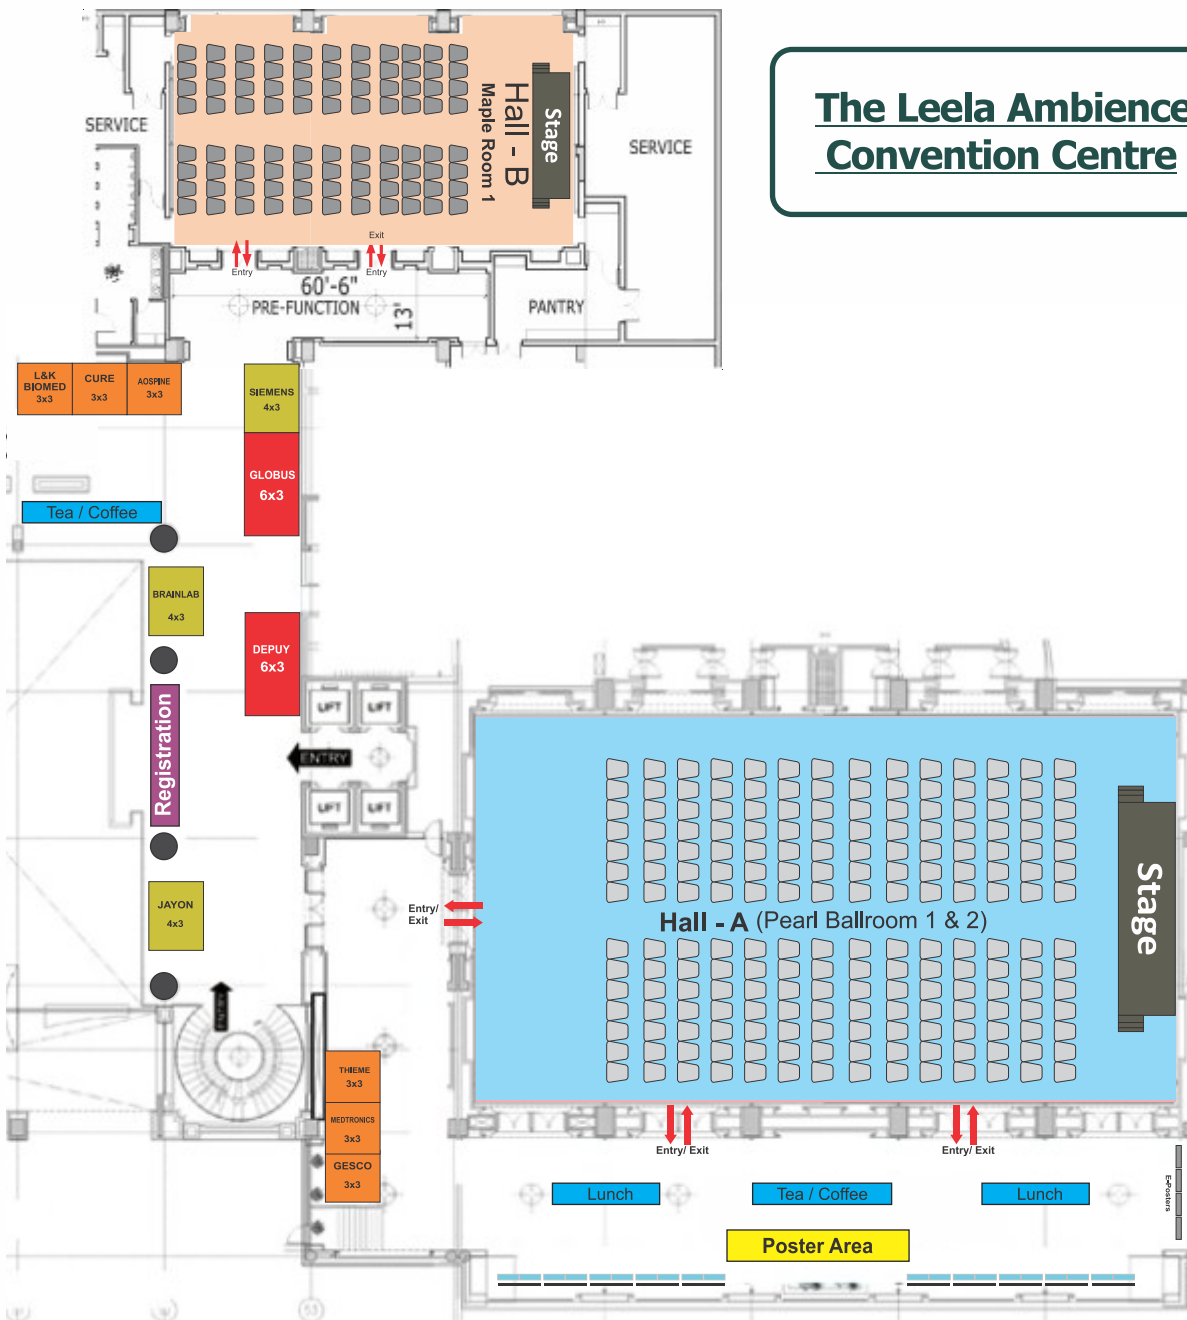 The Leela Ambience
Convention Centre
SERVICE
Hall - B
Maple Room 1
Stage
SERVICE
Exit
Entry
Entry
60'-6"
PRE-FUNCTION
13'
PANTRY
L&K
BIOMED
3x3
CURE
3x3
AOSPINE
3x3
SIEMENS
4x3
GLOBUS
6x3
Tea / Coffee
BRAINLAB
4x3
DEPUY
6x3
Registration
LIFT
LIFT
ENTRY
LIFT
LIFT
JAYON
4x3
ENTRY
Entry/
Exit
Hall - A (Pearl Ballroom 1 & 2)
Stage
THIEME
3x3
MEDTRONICS
3x3
GESCO
3x3
Entry/ Exit
Entry/ Exit
Lunch
Tea / Coffee
Lunch
E-Posters
Poster Area
53